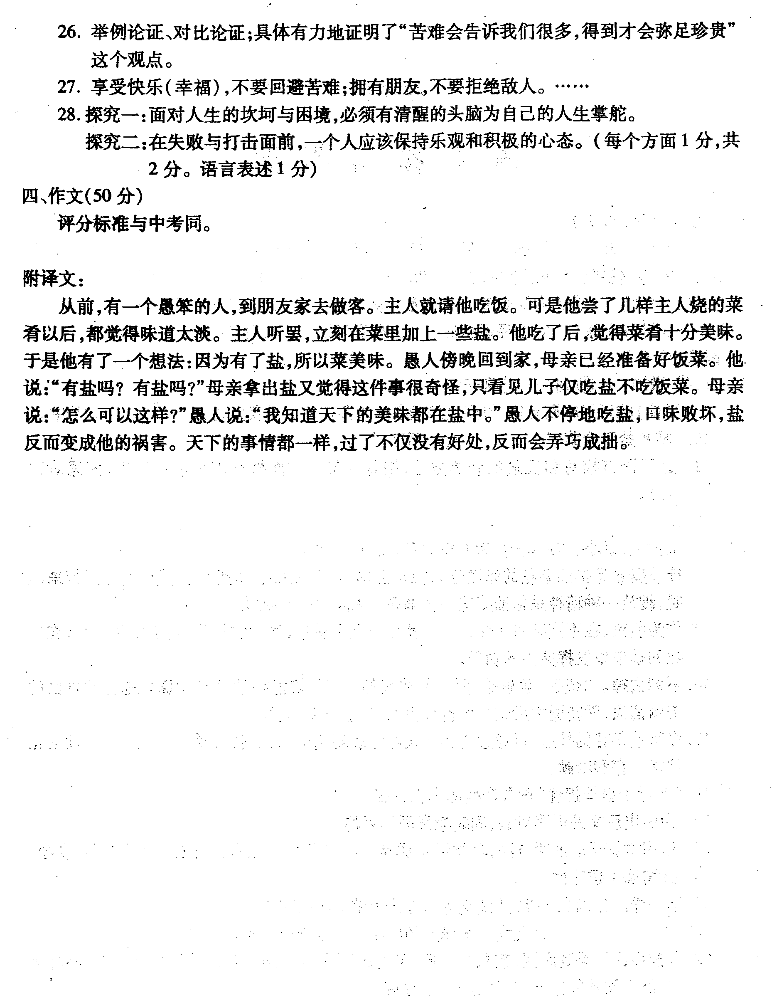 26. 举例论证、对比论证;具体有力地证明了“苦难会告诉我们很多,得到才会弥足珍贵”
这个观点。
27. 享受快乐(幸福),不要回避苦难;拥有朋友,不要拒绝敌人。……
28. 探究一:面对人生的坎坷与困境,必须有清醒的头脑为自己的人生掌舵。
探究二:在失败与打击面前,一个人应该保持乐观和积极的心态。(每个方面1分,共
2分。语言表述1分)
四、作文(50分)
评分标准与中考同。
附译文:
从前,有一个愚笨的人,到朋友家去做客。主人就请他吃饭。可是他尝了几样主人烧的菜
肴以后,都觉得味道太淡。主人听罢,立刻在菜里加上一些盐。他吃了后,觉得菜肴十分美味。
于是他有了一个想法:因为有了盐,所以菜美味。愚人傍晚回到家,母亲已经准备好饭菜。他
说:“有盐吗?有盐吗?”母亲拿出盐又觉得这件事很奇怪,只看见儿子仅吃盐不吃饭菜。母亲
说:“怎么可以这样?”愚人说:“我知道天下的美味都在盐中。”愚人不停地吃盐,口味败坏,盐
反而变成他的祸害。天下的事情都一样,过了不仅没有好处,反而会弄巧成拙。